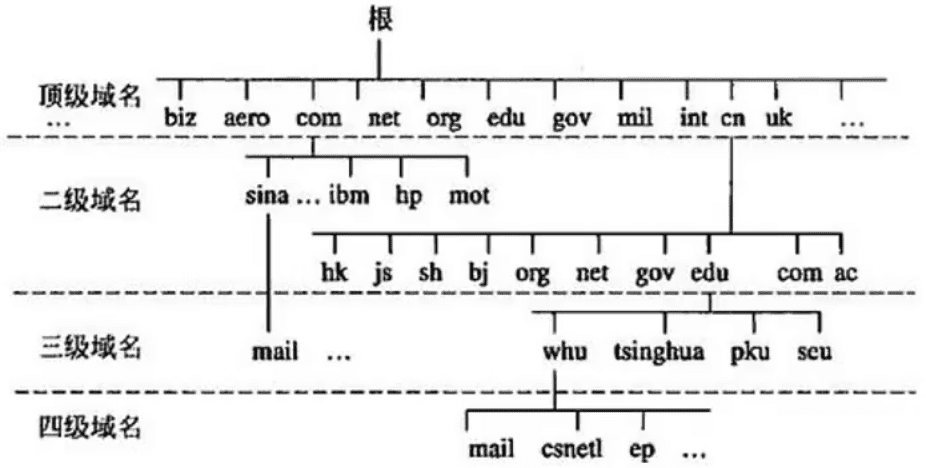 根
顶级域名
...
biz aero com net org edu gov mil int cn uk ...
二级域名
sina ... ibm hp mot
hk js sh bj org net gov edu com ac
三级域名
mail ...
whu tsinghua pku scu
四级域名
mail csnetl ep ...